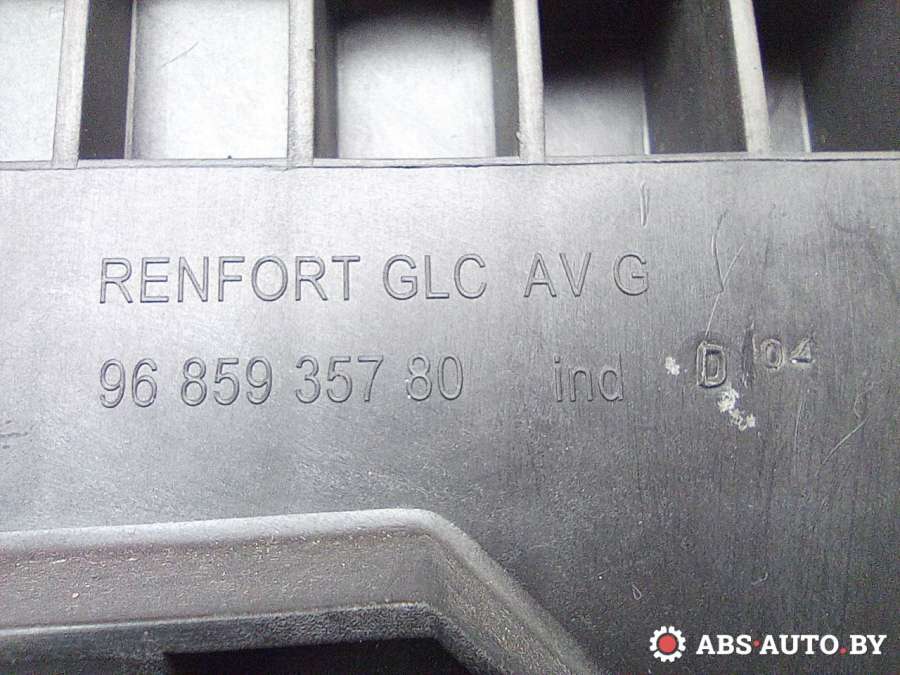 RENFORT GLC AV G
96 859 357 80 ind D 04
ABS-AUTO.BY